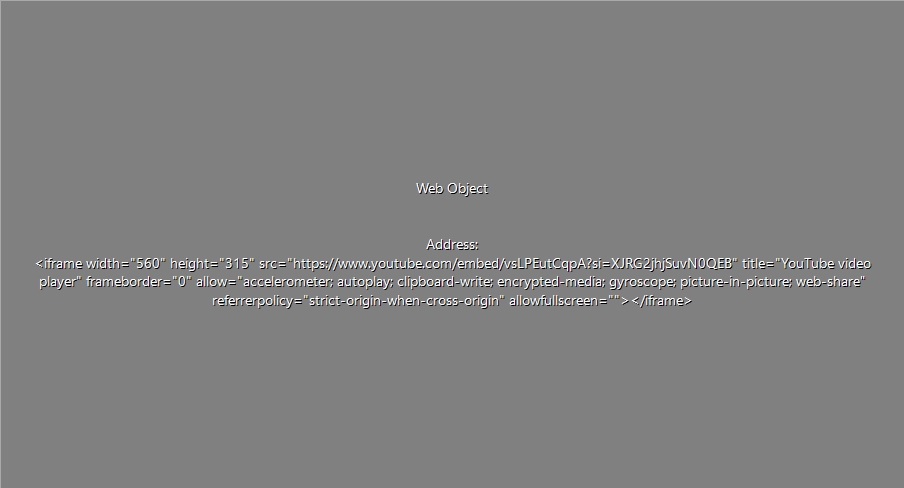 Web Object
Address:
<iframe width="560" height="315" src="https://www.youtube.com/embed/vsLPEutCqpA?si=XJRG2jhjSuvN0QEB" title="YouTube video
player" frameborder="0" allow="accelerometer; autoplay; clipboard-write; encrypted-media; gyroscope; picture-in-picture; web-share"
referrerpolicy="strict-origin-when-cross-origin" allowfullscreen=""></iframe>